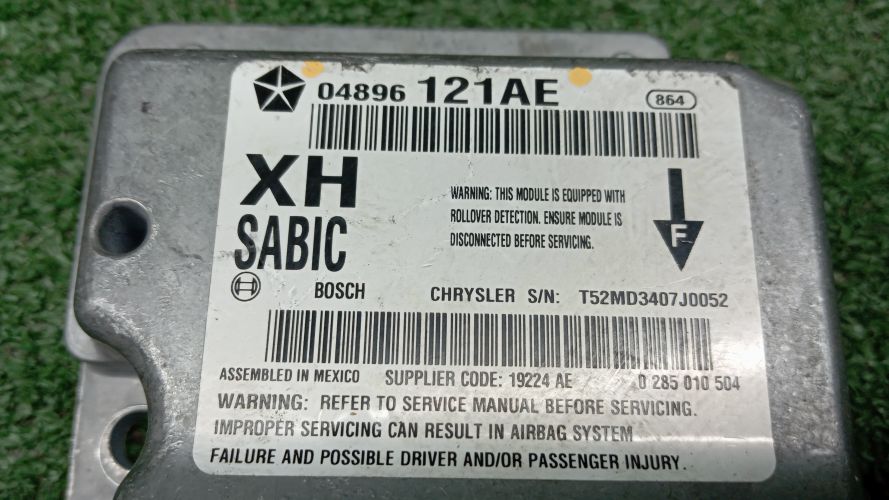 04896 121AE 864
XH
SABIC
WARNING: THIS MODULE IS EQUIPPED WITH
ROLLOVER DETECTION. ENSURE MODULE IS
DISCONNECTED BEFORE SERVICING.
F
BOSCH CHRYSLER S/N: T52MD3407J0052
ASSEMBLED IN MEXICO SUPPLIER CODE: 19224 AE 0 285 010 504
WARNING: REFER TO SERVICE MANUAL BEFORE SERVICING.
IMPROPER SERVICING CAN RESULT IN AIRBAG SYSTEM
FAILURE AND POSSIBLE DRIVER AND/OR PASSENGER INJURY.